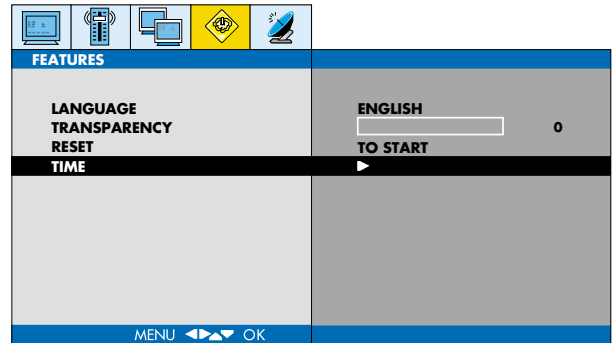 FEATURES
LANGUAGE ENGLISH
TRANSPARENCY 0
RESET TO START
TIME
MENU OK